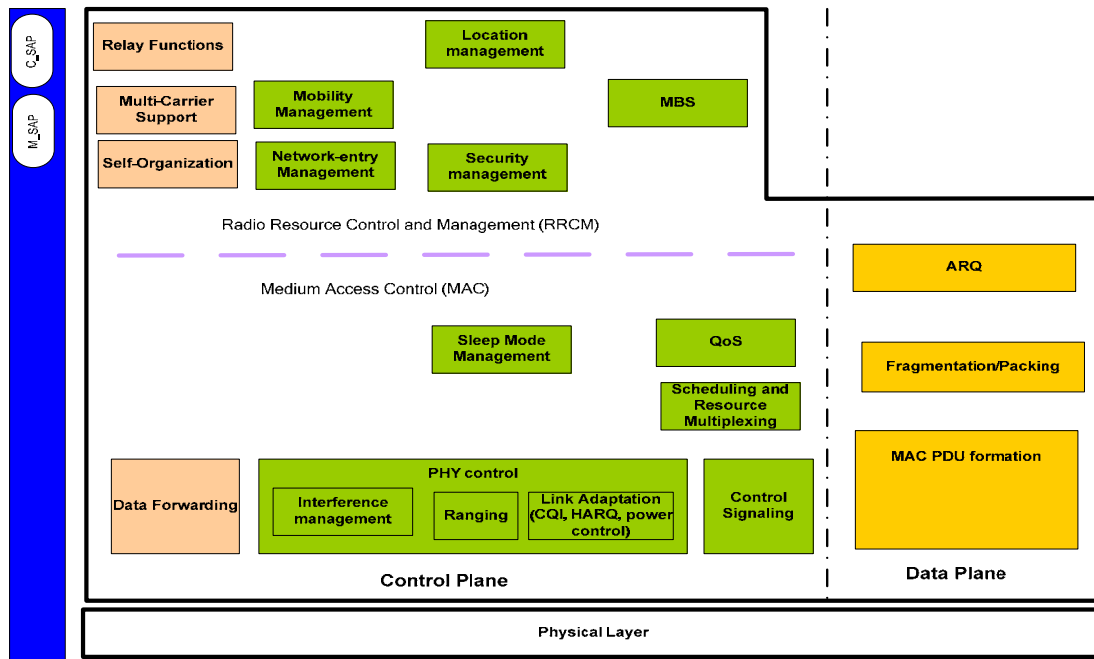 C_SAP
M_SAP
Relay Functions
Location
management
Multi-Carrier
Support
Mobility
Management
MBS
Self-Organization
Network-entry
Management
Security
management
Radio Resource Control and Management (RRCM)
Medium Access Control (MAC)
Sleep Mode
Management
QoS
Scheduling and
Resource
Multiplexing
Data Forwarding
PHY control
Interference
management
Ranging
Link Adaptation
(CQI, HARQ, power
control)
Control
Signaling
Control Plane
ARQ
Fragmentation/Packing
MAC PDU formation
Data Plane
Physical Layer